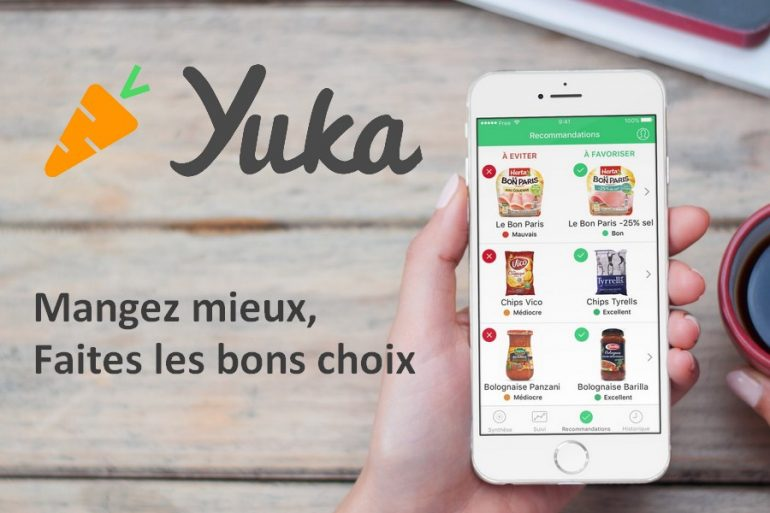 Yuka
Mangez mieux,
Faites les bons choix
Free 9:41 100%
Recommandations
À EVITER À FAVORISER
Herta Herta
BON PARIS BON PARIS
Le Bon Paris Le Bon Paris -25% sel
Mauvais Bon
Vico Tyrrells
Chips Vico Chips Tyrells
Médiocre Excellent
Bolognaise Panzani Bolognaise Barilla
Médiocre Excellent
Synthèse Suivi Recommandations Historique